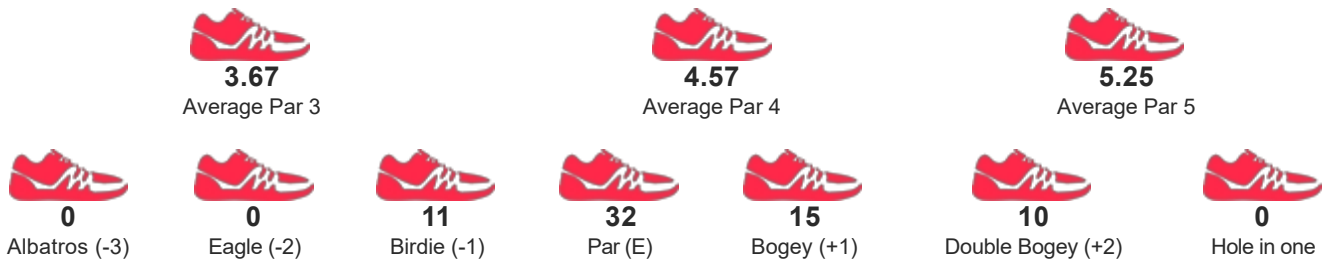 3.67 4.57 5.25
Average Par 3 Average Par 4 Average Par 5
0 0 11 32 15 10 0
Albatros (-3) Eagle (-2) Birdie (-1) Par (E) Bogey (+1) Double Bogey (+2) Hole in one